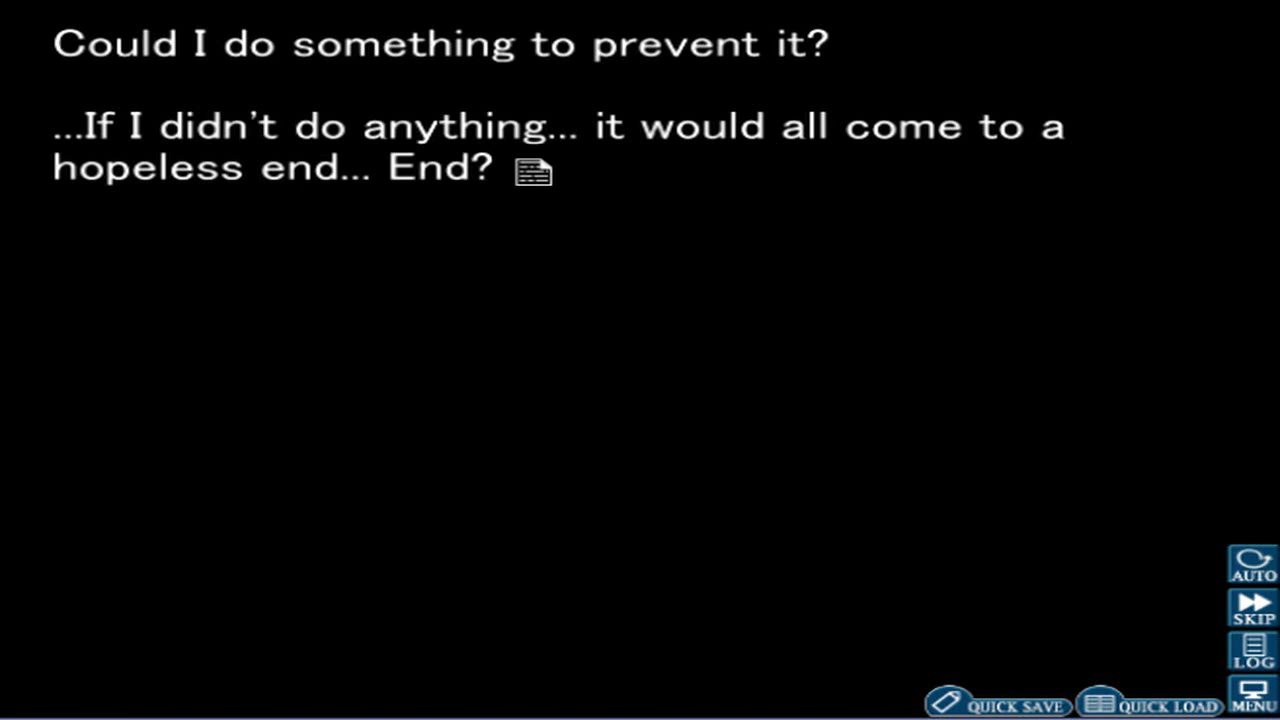 Could I do something to prevent it?
...If I didn't do anything... it would all come to a
hopeless end... End?
AUTO
SKIP
LOG
QUICK SAVE QUICK LOAD MENU